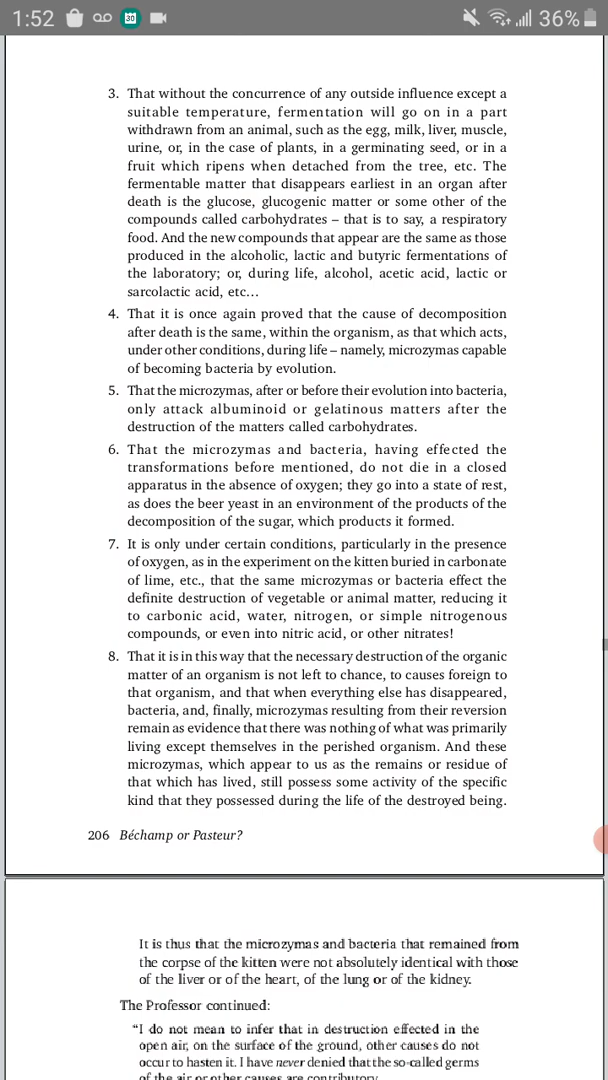 1:52
30
36%
3. That without the concurrence of any outside influence except a
suitable temperature, fermentation will go on in a part
withdrawn from an animal, such as the egg, milk, liver, muscle,
urine, or, in the case of plants, in a germinating seed, or in a
fruit which ripens when detached from the tree, etc. The
fermentable matter that disappears earliest in an organ after
death is the glucose, glucogenic matter or some other of the
compounds called carbohydrates – that is to say, a respiratory
food. And the new compounds that appear are the same as those
produced in the alcoholic, lactic and butyric fermentations of
the laboratory; or, during life, alcohol, acetic acid, lactic or
sarcolactic acid, etc…
4. That it is once again proved that the cause of decomposition
after death is the same, within the organism, as that which acts,
under other conditions, during life – namely, microzymas capable
of becoming bacteria by evolution.
5. That the microzymas, after or before their evolution into bacteria,
only attack albuminoid or gelatinous matters after the
destruction of the matters called carbohydrates.
6. That the microzymas and bacteria, having effected the
transformations before mentioned, do not die in a closed
apparatus in the absence of oxygen; they go into a state of rest,
as does the beer yeast in an environment of the products of the
decomposition of the sugar, which products it formed.
7. It is only under certain conditions, particularly in the presence
of oxygen, as in the experiment on the kitten buried in carbonate
of lime, etc., that the same microzymas or bacteria effect the
definite destruction of vegetable or animal matter, reducing it
to carbonic acid, water, nitrogen, or simple nitrogenous
compounds, or even into nitric acid, or other nitrates!
8. That it is in this way that the necessary destruction of the organic
matter of an organism is not left to chance, to causes foreign to
that organism, and that when everything else has disappeared,
bacteria, and, finally, microzymas resulting from their reversion
remain as evidence that there was nothing of what was primarily
living except themselves in the perished organism. And these
microzymas, which appear to us as the remains or residue of
that which has lived, still possess some activity of the specific
kind that they possessed during the life of the destroyed being.
206 Béchamp or Pasteur?
It is thus that the microzymas and bacteria that remained from
the corpse of the kitten were not absolutely identical with those
of the liver or of the heart, of the lung or of the kidney.
The Professor continued:
“I do not mean to infer that in destruction effected in the
open air, on the surface of the ground, other causes do not
occur to hasten it. I have never denied that the so-called germs
of the air or other causes are contributory